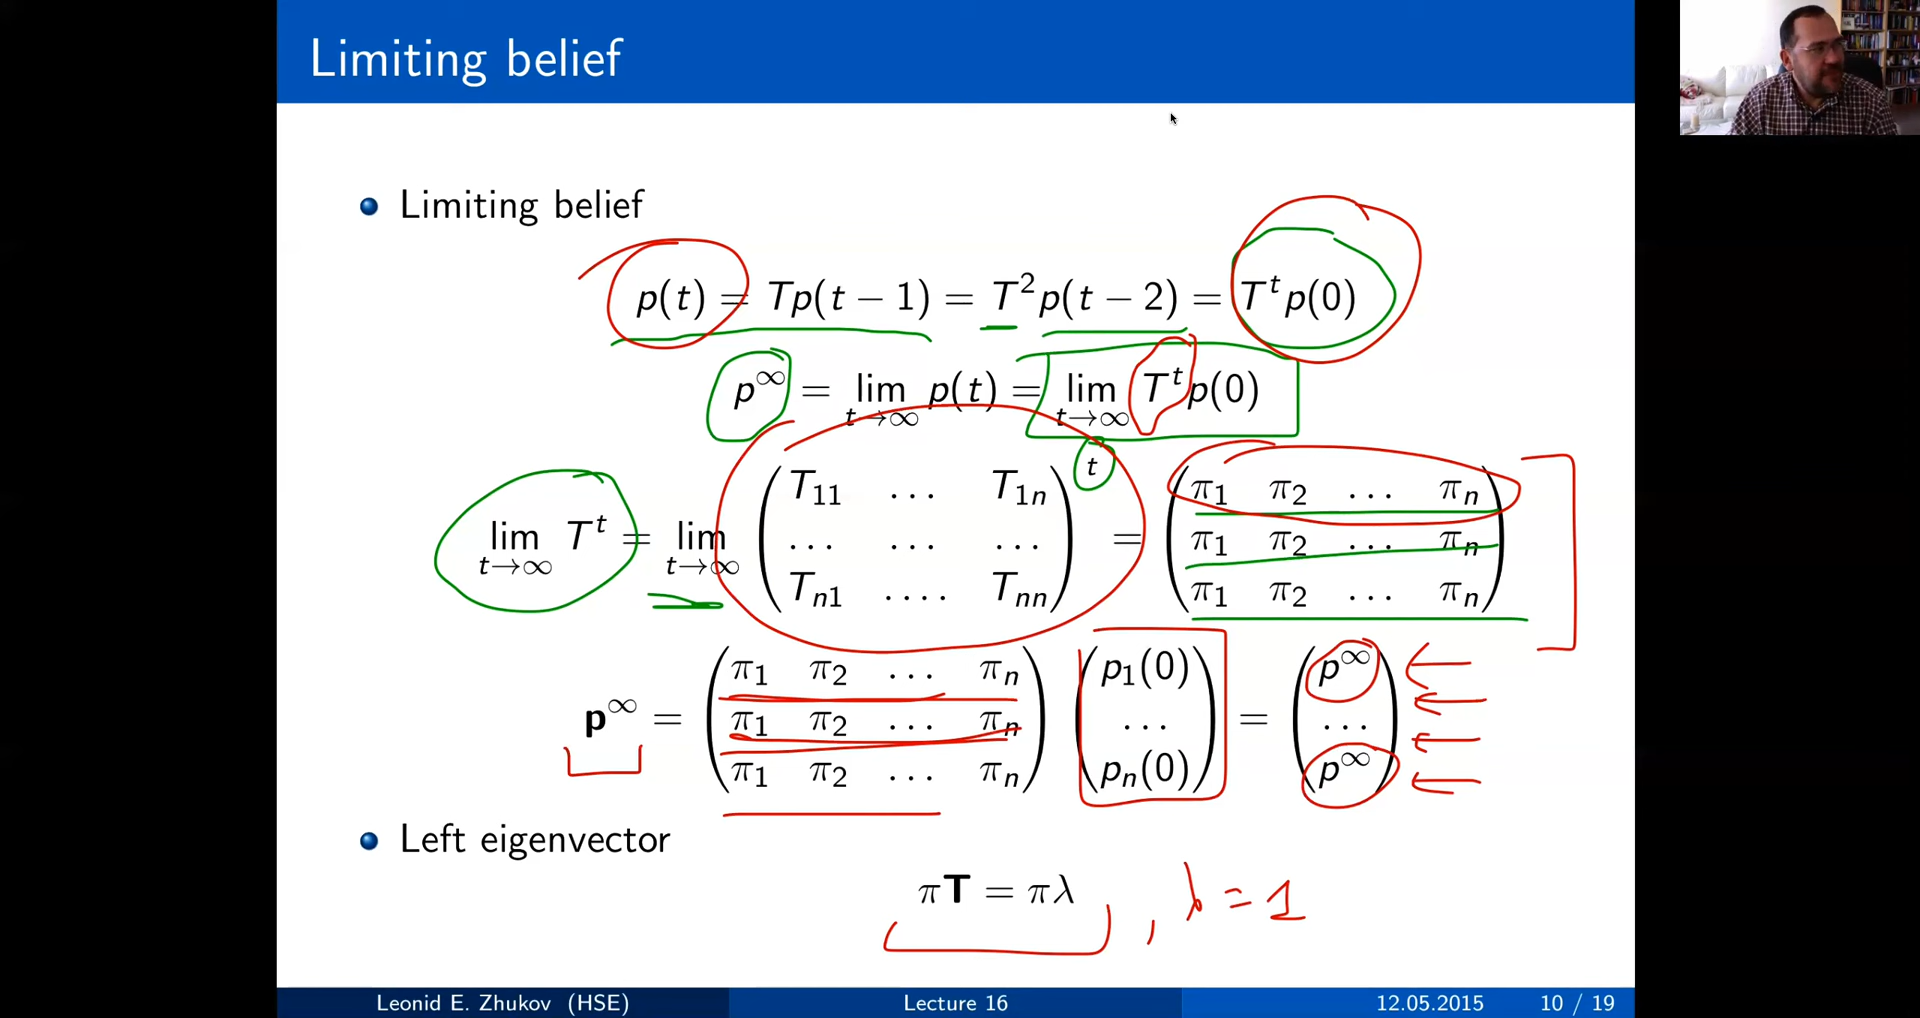 Limiting belief
Limiting belief
p(t) = Tp(t − 1) = T²p(t − 2) = Tᵗp(0)
p^∞ = lim_{t→∞} p(t) = lim_{t→∞} Tᵗp(0)
lim_{t→∞} Tᵗ = lim_{t→∞} ( T₁₁ ... T₁ₙ ; ... ... ... ; Tₙ₁ .... Tₙₙ )ᵗ = ( π₁ π₂ ... πₙ ; π₁ π₂ ... πₙ ; π₁ π₂ ... πₙ )
p^∞ = ( π₁ π₂ ... πₙ ; π₁ π₂ ... πₙ ; π₁ π₂ ... πₙ ) ( p₁(0) ; ... ; pₙ(0) ) = ( p^∞ ; ... ; p^∞ )
Left eigenvector
πT = πλ , λ = 1
Leonid E. Zhukov (HSE) Lecture 16 12.05.2015 10 / 19